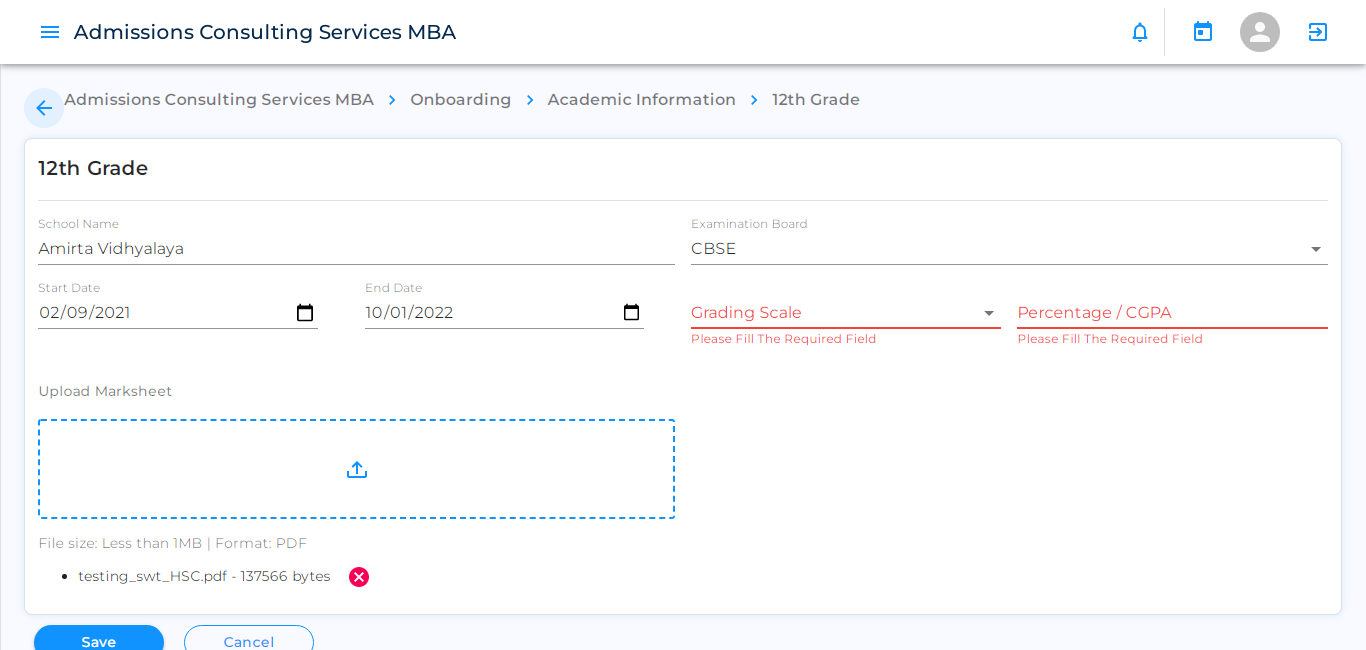 Admissions Consulting Services MBA
Admissions Consulting Services MBA > Onboarding > Academic Information > 12th Grade
12th Grade
School Name
Amirta Vidhyalaya
Examination Board
CBSE
Start Date
02/09/2021
End Date
10/01/2022
Grading Scale
Please Fill The Required Field
Percentage / CGPA
Please Fill The Required Field
Upload Marksheet
File size: Less than 1MB | Format: PDF
• testing_swt_HSC.pdf - 137566 bytes
Save
Cancel